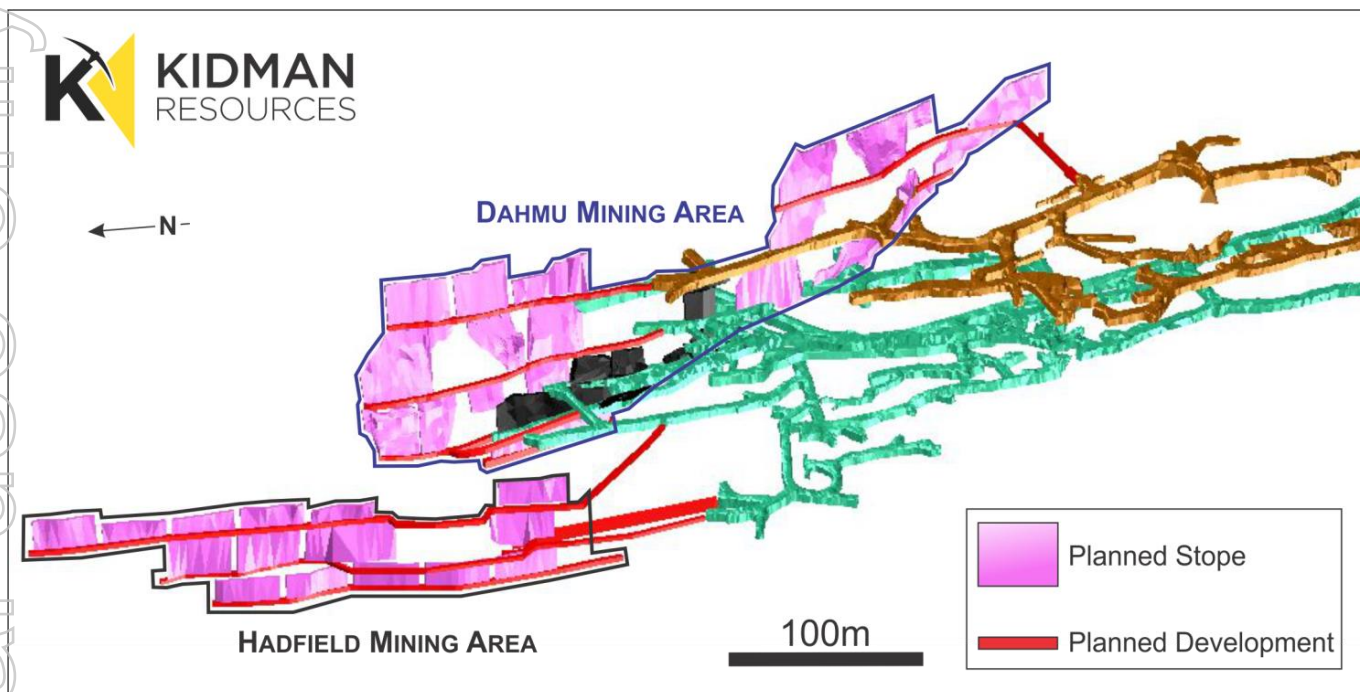 KIDMAN
RESOURCES
N
DAHMU MINING AREA
HADFIELD MINING AREA
100m
Planned Stope
Planned Development